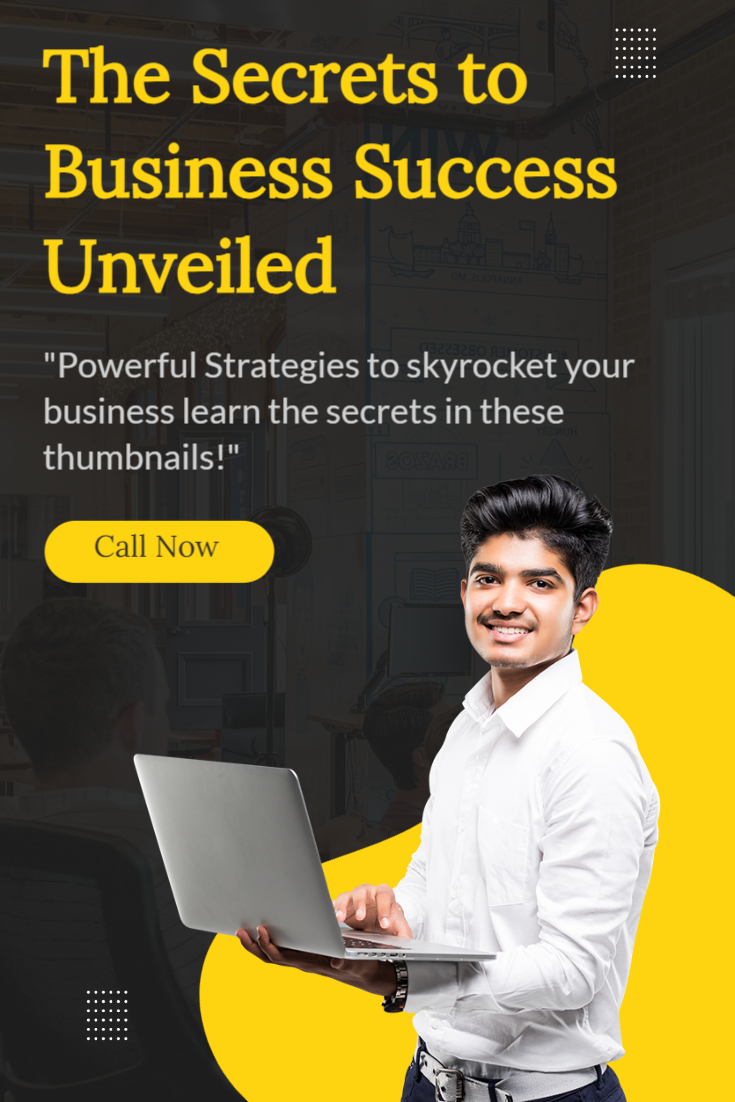 The Secrets to
Business Success
Unveiled
"Powerful Strategies to skyrocket your
business learn the secrets in these
thumbnails!"
Call Now